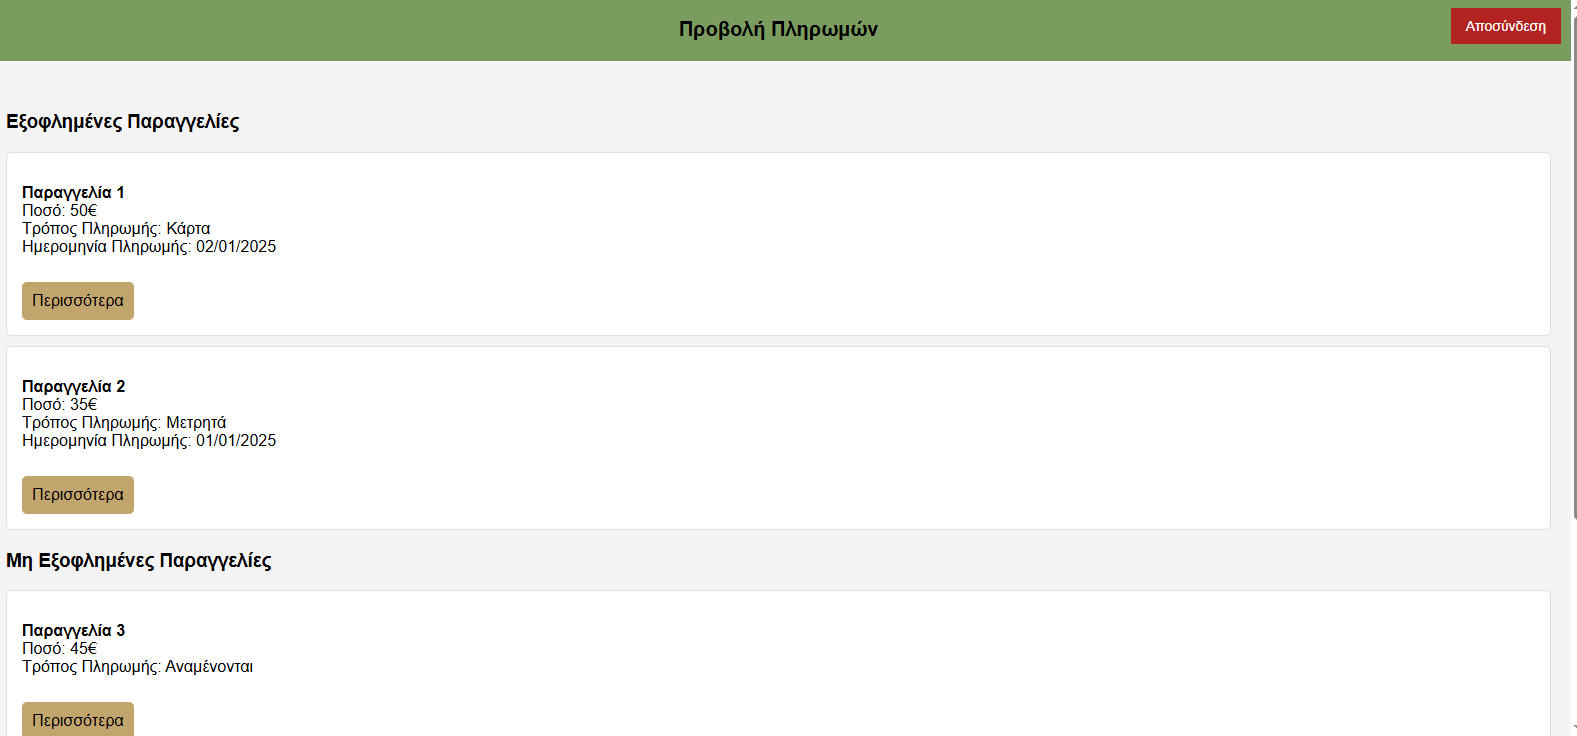 Προβολή Πληρωμών
Αποσύνδεση
Εξοφλημένες Παραγγελίες
Παραγγελία 1
Ποσό: 50€
Τρόπος Πληρωμής: Κάρτα
Ημερομηνία Πληρωμής: 02/01/2025
Περισσότερα
Παραγγελία 2
Ποσό: 35€
Τρόπος Πληρωμής: Μετρητά
Ημερομηνία Πληρωμής: 01/01/2025
Περισσότερα
Μη Εξοφλημένες Παραγγελίες
Παραγγελία 3
Ποσό: 45€
Τρόπος Πληρωμής: Αναμένονται
Περισσότερα